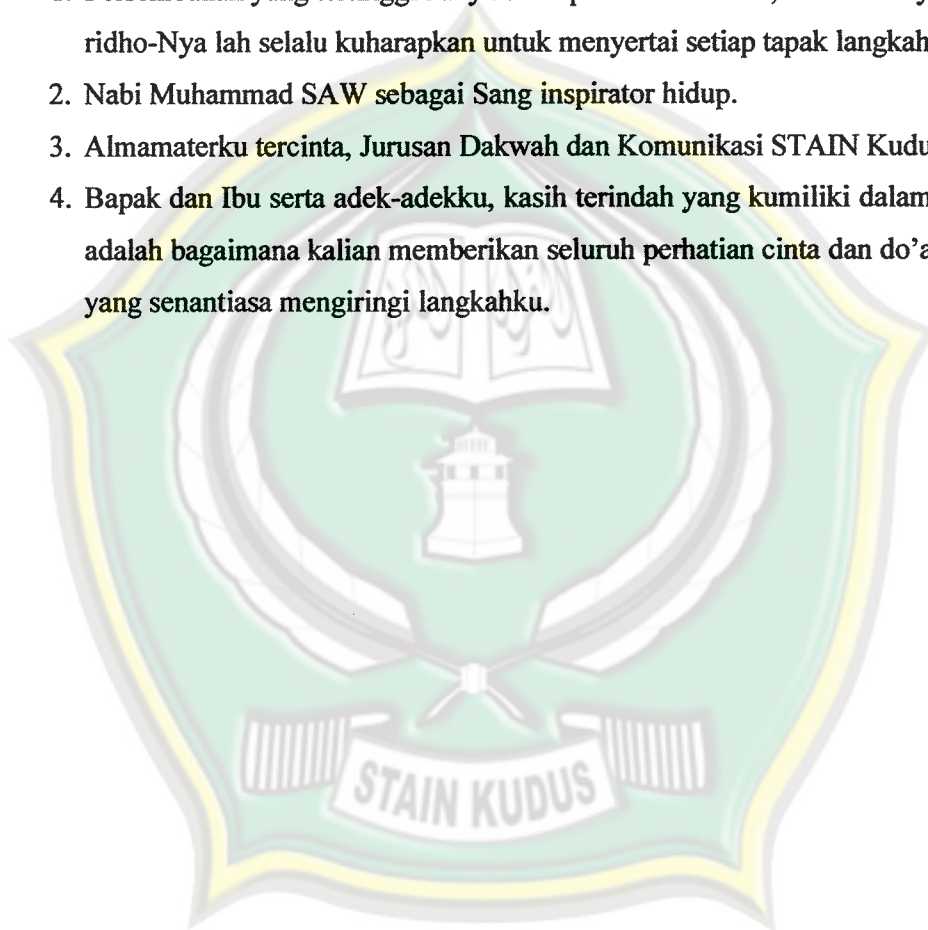 ridho-Nya lah selalu kuharapkan untuk menyertai setiap tapak langkah
2. Nabi Muhammad SAW sebagai Sang inspirator hidup.
3. Almamaterku tercinta, Jurusan Dakwah dan Komunikasi STAIN Kudu
4. Bapak dan Ibu serta adek-adekku, kasih terindah yang kumiliki dalam
adalah bagaimana kalian memberikan seluruh perhatian cinta dan do’a
yang senantiasa mengiringi langkahku.
STAIN KUDUS